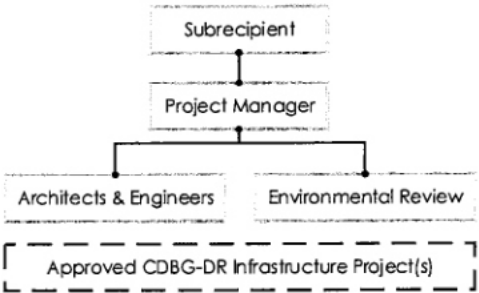 Subrecipient
Project Manager
Architects & Engineers
Environmental Review
Approved CDBG-DR Infrastructure Project(s)